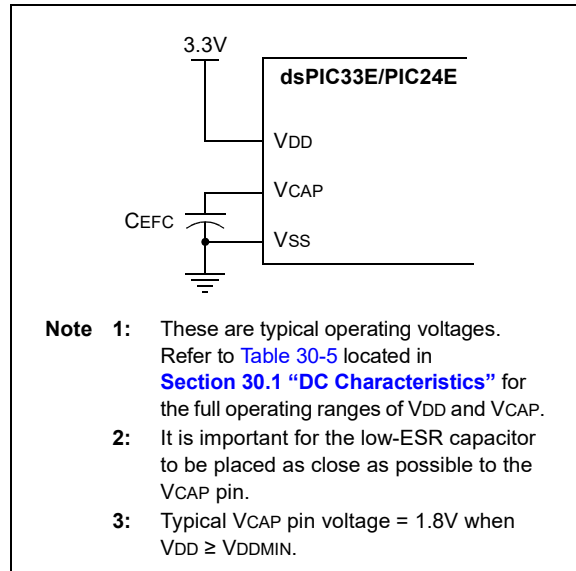 3.3V
dsPIC33E/PIC24E
VDD
VCAP
CEFC
VSS
Note 1: These are typical operating voltages.
Refer to Table 30-5 located in
Section 30.1 “DC Characteristics” for
the full operating ranges of VDD and VCAP.
2: It is important for the low-ESR capacitor
to be placed as close as possible to the
VCAP pin.
3: Typical VCAP pin voltage = 1.8V when
VDD ≥ VDDMIN.